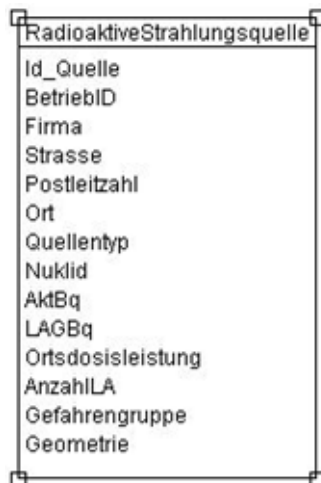 RadioaktiveStrahlungsquelle
Id_Quelle
BetriebID
Firma
Strasse
Postleitzahl
Ort
Quellentyp
Nuklid
AktBq
LAGBq
Ortsdosisleistung
AnzahlLA
Gefahrengruppe
Geometrie